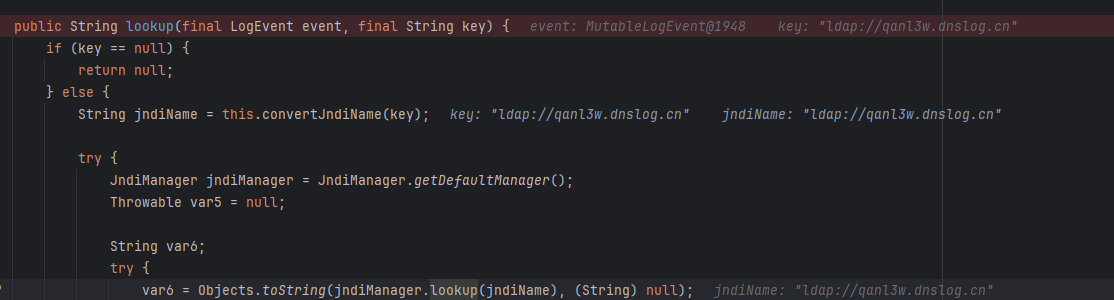 public String lookup(final LogEvent event, final String key) {   event: MutableLogEvent@1948    key: "ldap://qanl3w.dnslog.cn"
    if (key == null) {
        return null;
    } else {
        String jndiName = this.convertJndiName(key);   key: "ldap://qanl3w.dnslog.cn"    jndiName: "ldap://qanl3w.dnslog.cn"
        try {
            JndiManager jndiManager = JndiManager.getDefaultManager();
            Throwable var5 = null;
            String var6;
            try {
                var6 = Objects.toString(jndiManager.lookup(jndiName), (String) null);   jndiName: "ldap://qanl3w.dnslog.cn"